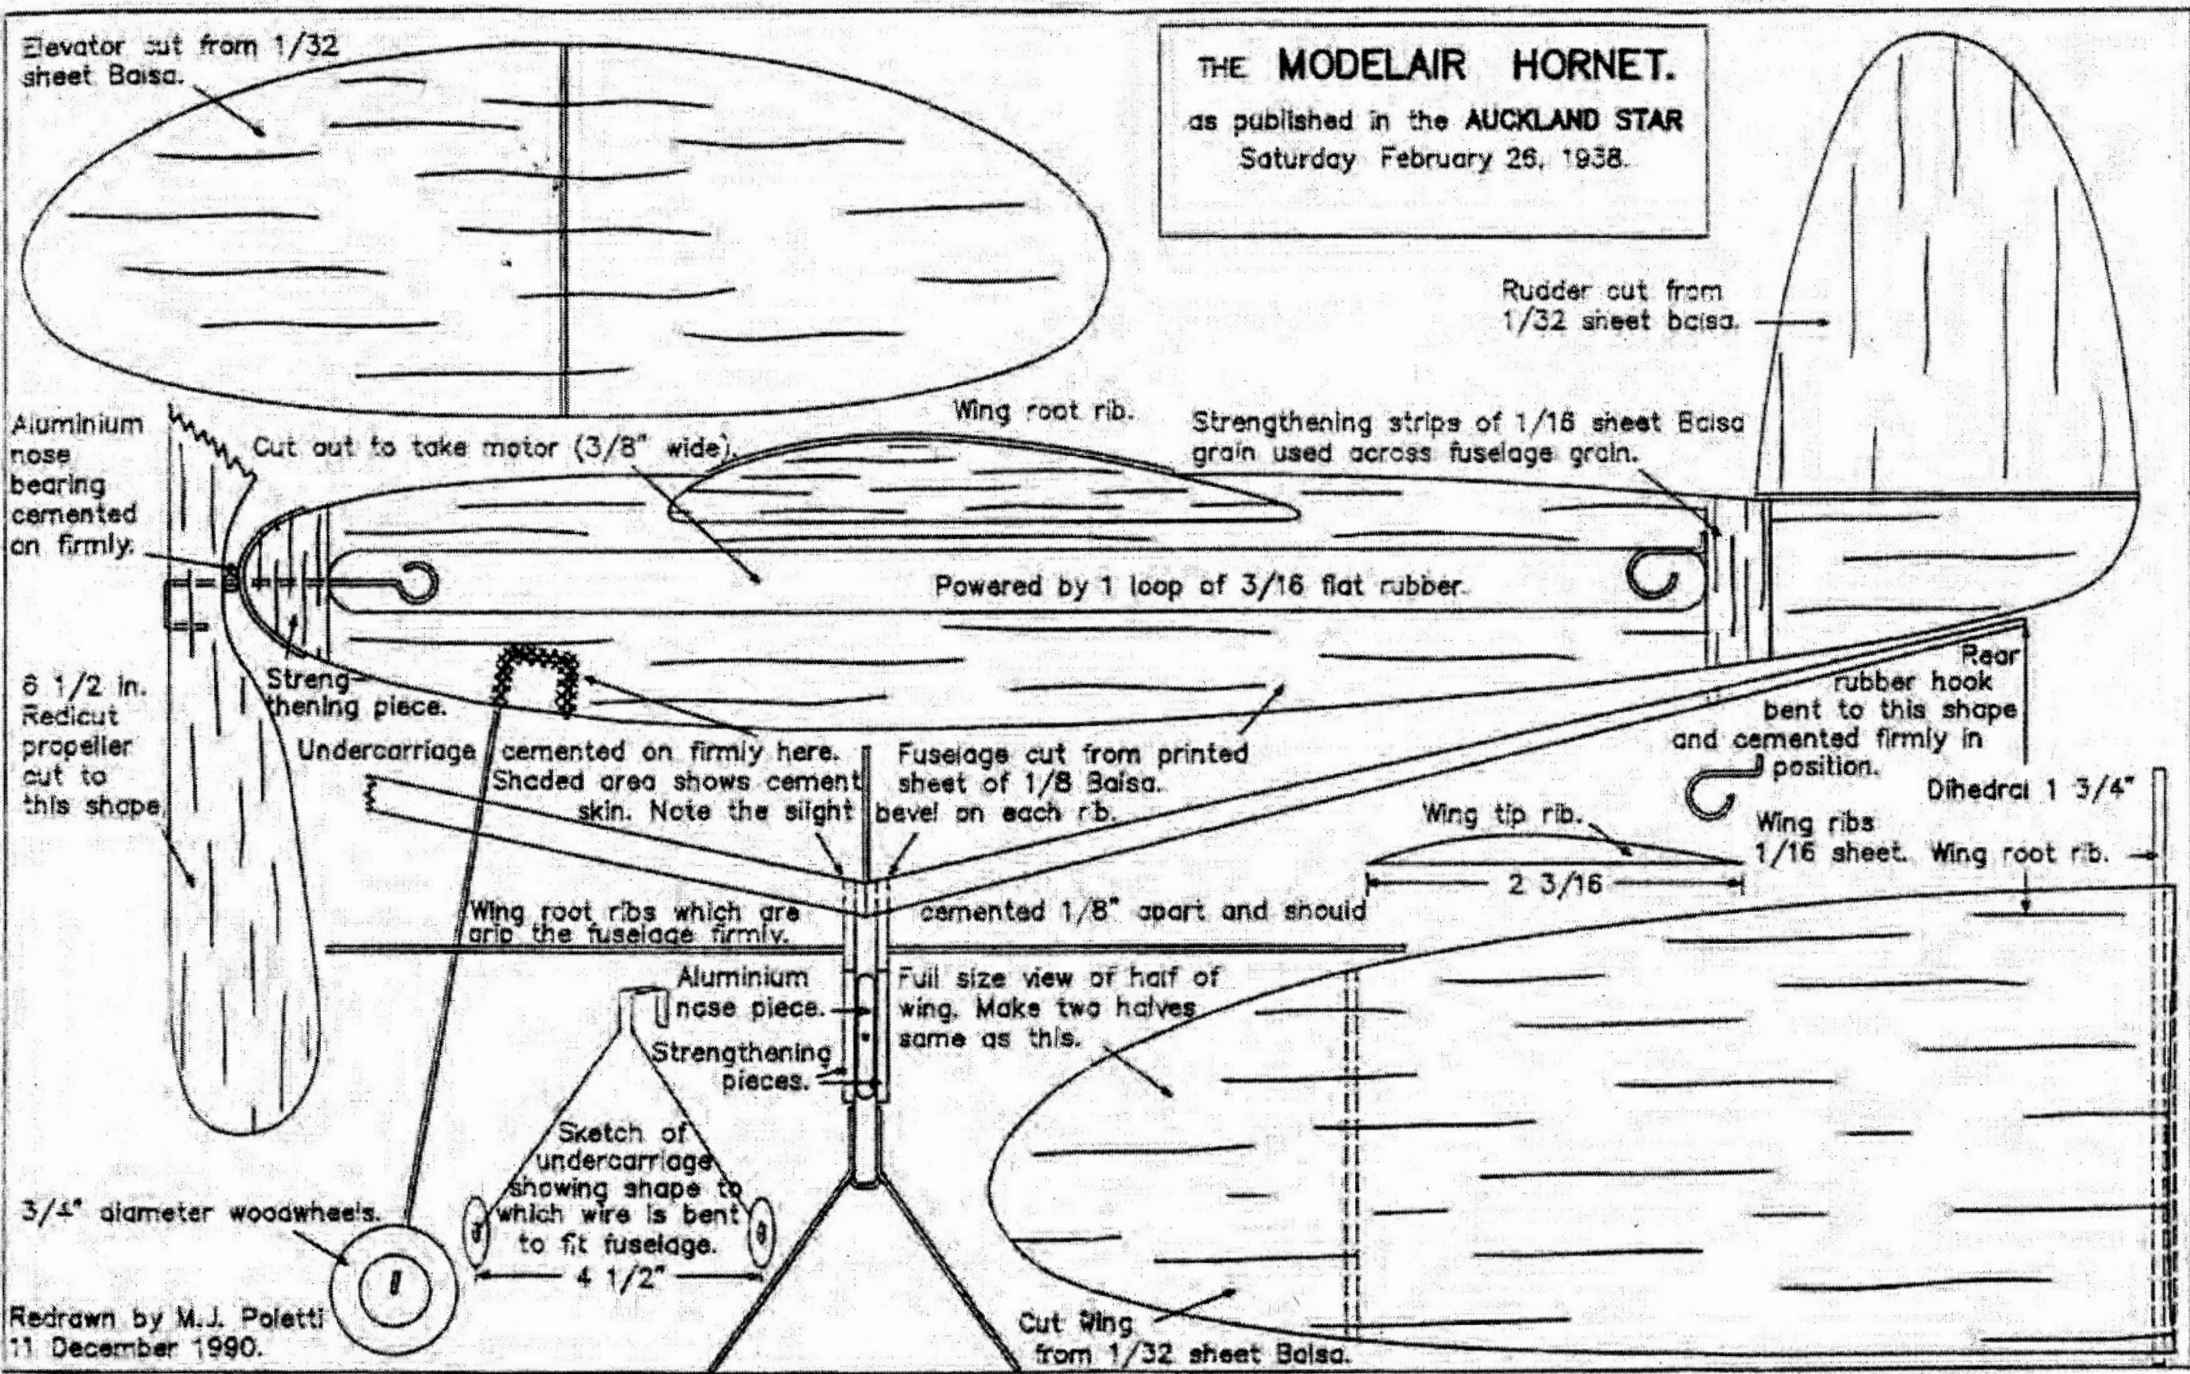 Elevator cut from 1/32
sheet Balsa.
THE MODELAIR HORNET.
as published in the AUCKLAND STAR
Saturday February 26, 1938.
Rudder cut from
1/32 sheet balsa.
Aluminium
nose
bearing
cemented
on firmly.
Cut out to take motor (3/8" wide).
Wing root rib.
Strengthening strips of 1/16 sheet Balsa
grain used across fuselage grain.
Powered by 1 loop of 3/16 flat rubber.
6 1/2 in.
Redicut
propeller
cut to
this shape
Streng-
thening piece.
Undercarriage cemented on firmly here.
Shaded area shows cement
skin. Note the slight bevel on each rib.
Fuselage cut from printed
sheet of 1/8 Balsa.
Rear
rubber hook
bent to this shape
and cemented firmly in
position.
Dihedral 1 3/4"
Wing tip rib.
2 3/16
Wing ribs
1/16 sheet. Wing root rib.
Wing root ribs which are cemented 1/8" apart and should
grip the fuselage firmly.
Aluminium
nose piece.
Strengthening
pieces.
Full size view of half of
wing. Make two halves
same as this.
Sketch of
undercarriage
showing shape to
which wire is bent
to fit fuselage.
4 1/2"
3/4" diameter woodwheels.
Redrawn by M.J. Poletti
11 December 1990.
Cut Wing
from 1/32 sheet Balsa.